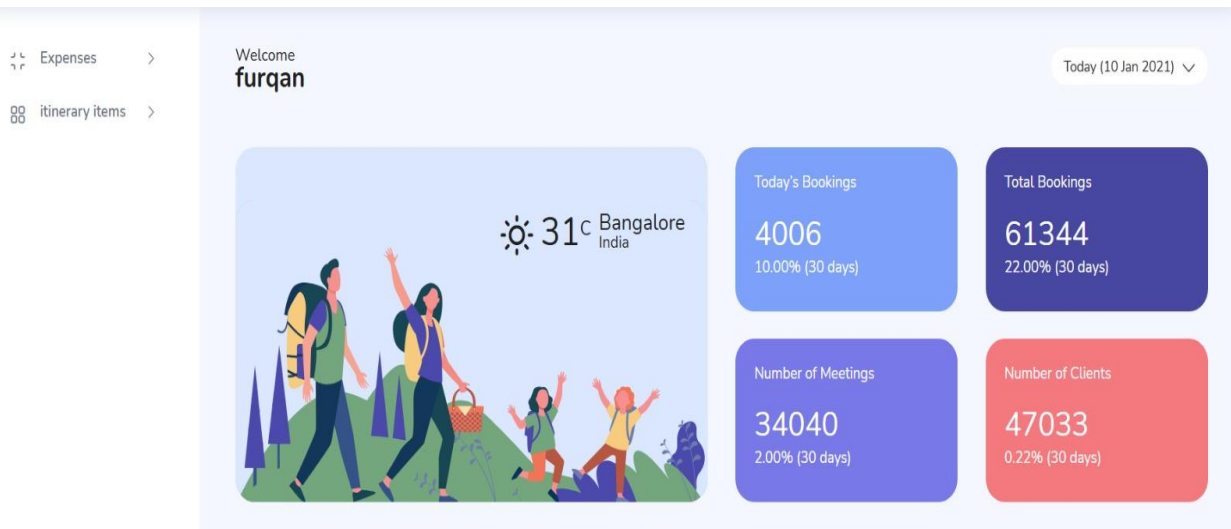 Expenses
itinerary items
Welcome
furqan
Today (10 Jan 2021)
31 C Bangalore
India
Today's Bookings
4006
10.00% (30 days)
Total Bookings
61344
22.00% (30 days)
Number of Meetings
34040
2.00% (30 days)
Number of Clients
47033
0.22% (30 days)